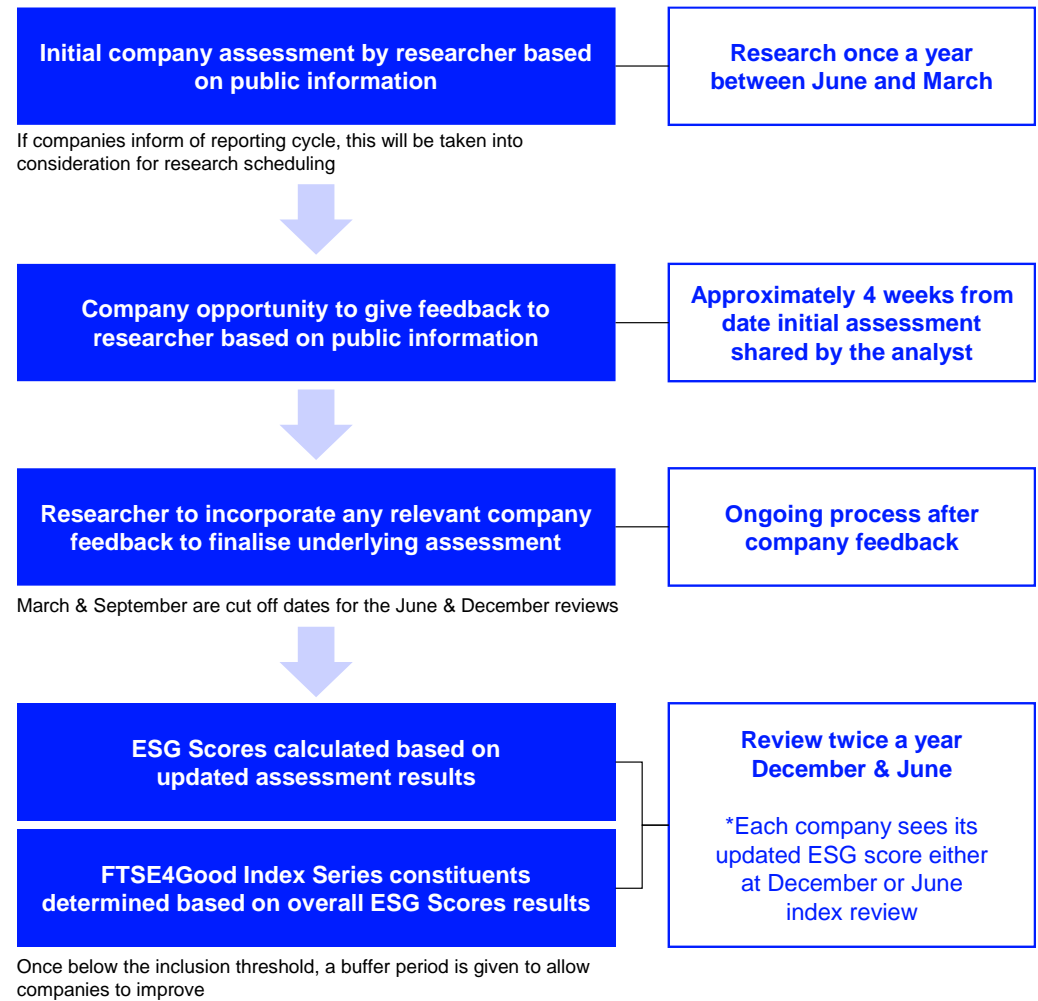 Initial company assessment by researcher based
on public information
Research once a year
between June and March
If companies inform of reporting cycle, this will be taken into
consideration for research scheduling
Company opportunity to give feedback to
researcher based on public information
Approximately 4 weeks from
date initial assessment
shared by the analyst
Researcher to incorporate any relevant company
feedback to finalise underlying assessment
Ongoing process after
company feedback
March & September are cut off dates for the June & December reviews
ESG Scores calculated based on
updated assessment results
FTSE4Good Index Series constituents
determined based on overall ESG Scores results
Review twice a year
December & June
*Each company sees its
updated ESG score either
at December or June
index review
Once below the inclusion threshold, a buffer period is given to allow
companies to improve